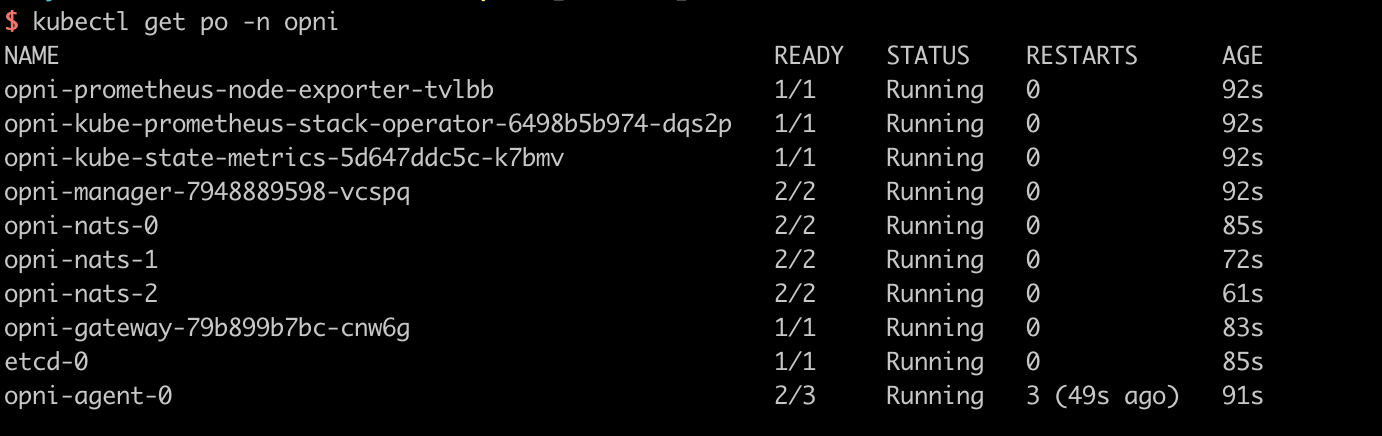 $ kubectl get po -n opni
NAME READY STATUS RESTARTS AGE
opni-prometheus-node-exporter-tvlbb 1/1 Running 0 92s
opni-kube-prometheus-stack-operator-6498b5b974-dqs2p 1/1 Running 0 92s
opni-kube-state-metrics-5d647ddc5c-k7bmv 1/1 Running 0 92s
opni-manager-7948889598-vcspq 2/2 Running 0 92s
opni-nats-0 2/2 Running 0 85s
opni-nats-1 2/2 Running 0 72s
opni-nats-2 2/2 Running 0 61s
opni-gateway-79b899b7bc-cnw6g 1/1 Running 0 83s
etcd-0 1/1 Running 0 85s
opni-agent-0 2/3 Running 3 (49s ago) 91s